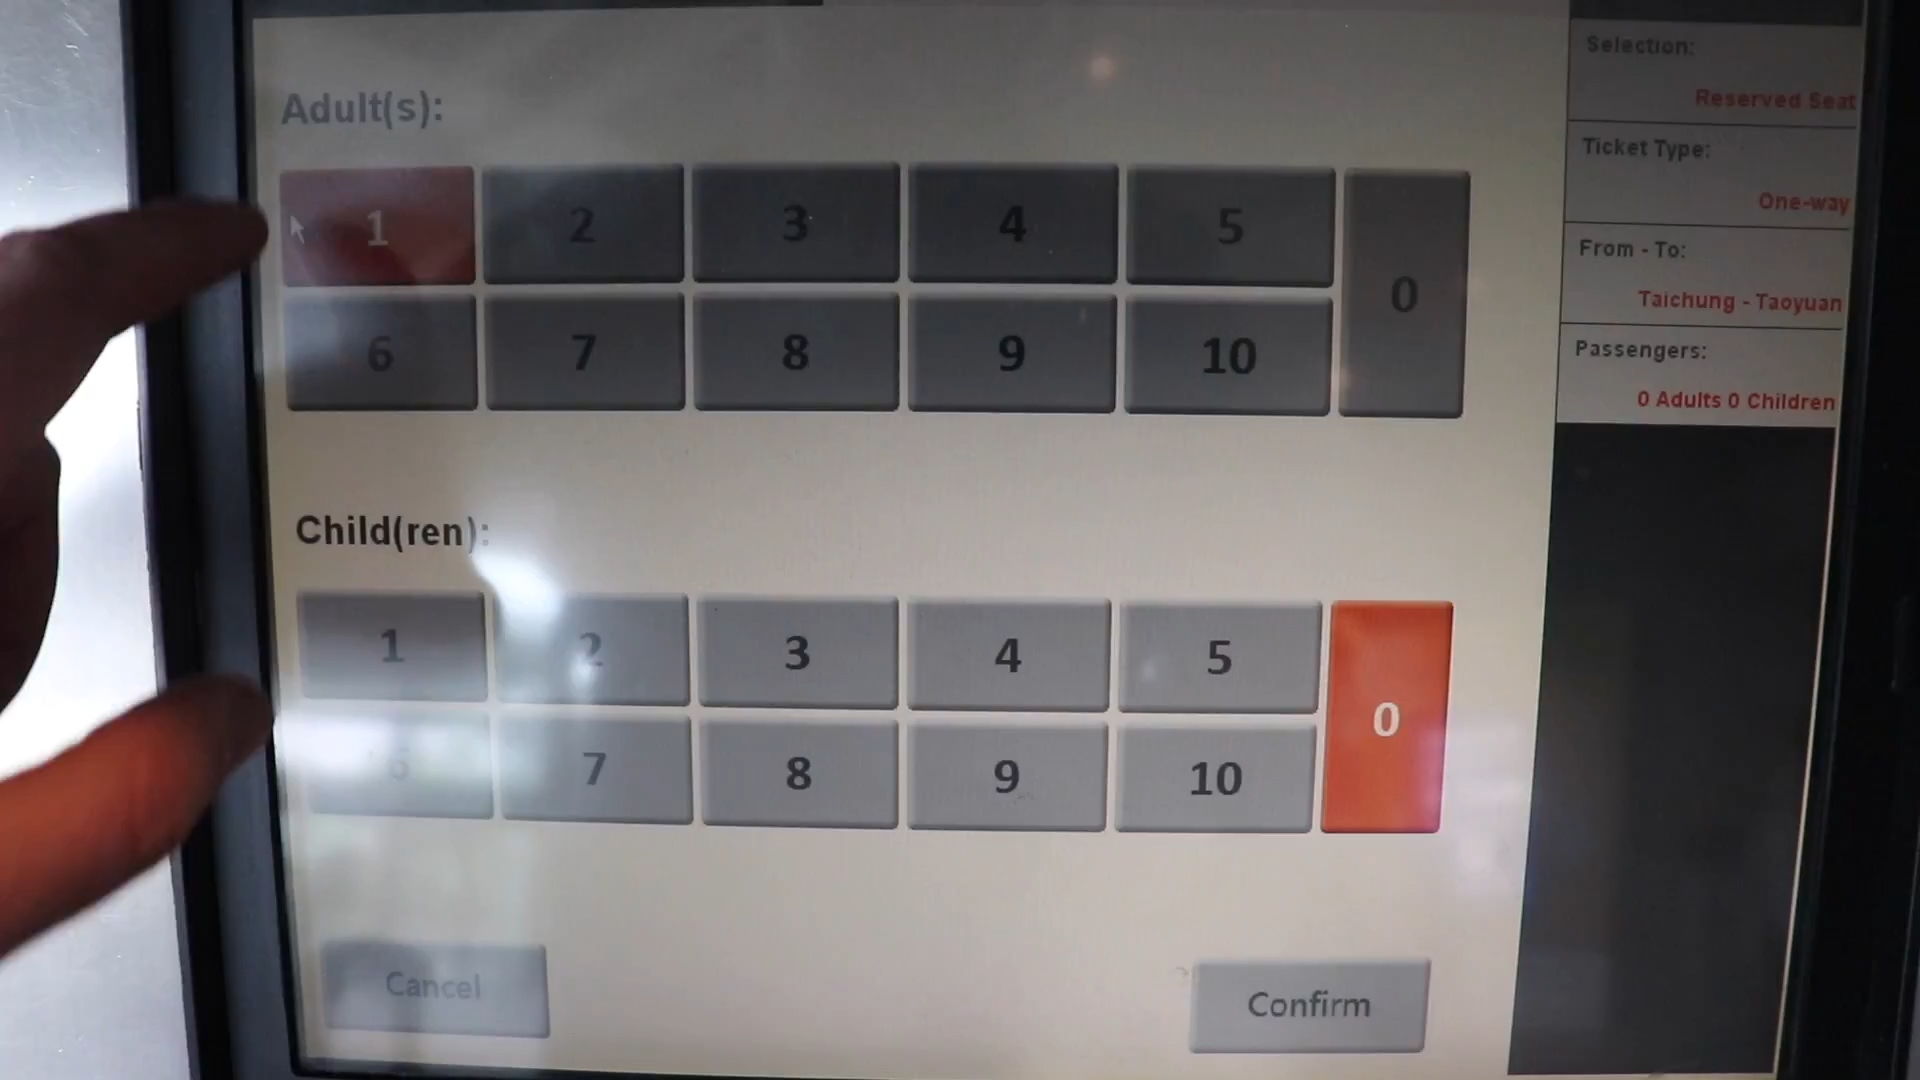 Adult(s):
1 2 3 4 5 0
6 7 8 9 10
Child(ren):
1 2 3 4 5 0
6 7 8 9 10
Cancel Confirm
Selection:
Reserved Seat
Ticket Type:
One-way
From - To:
Taichung - Taoyuan
Passengers:
0 Adults 0 Children